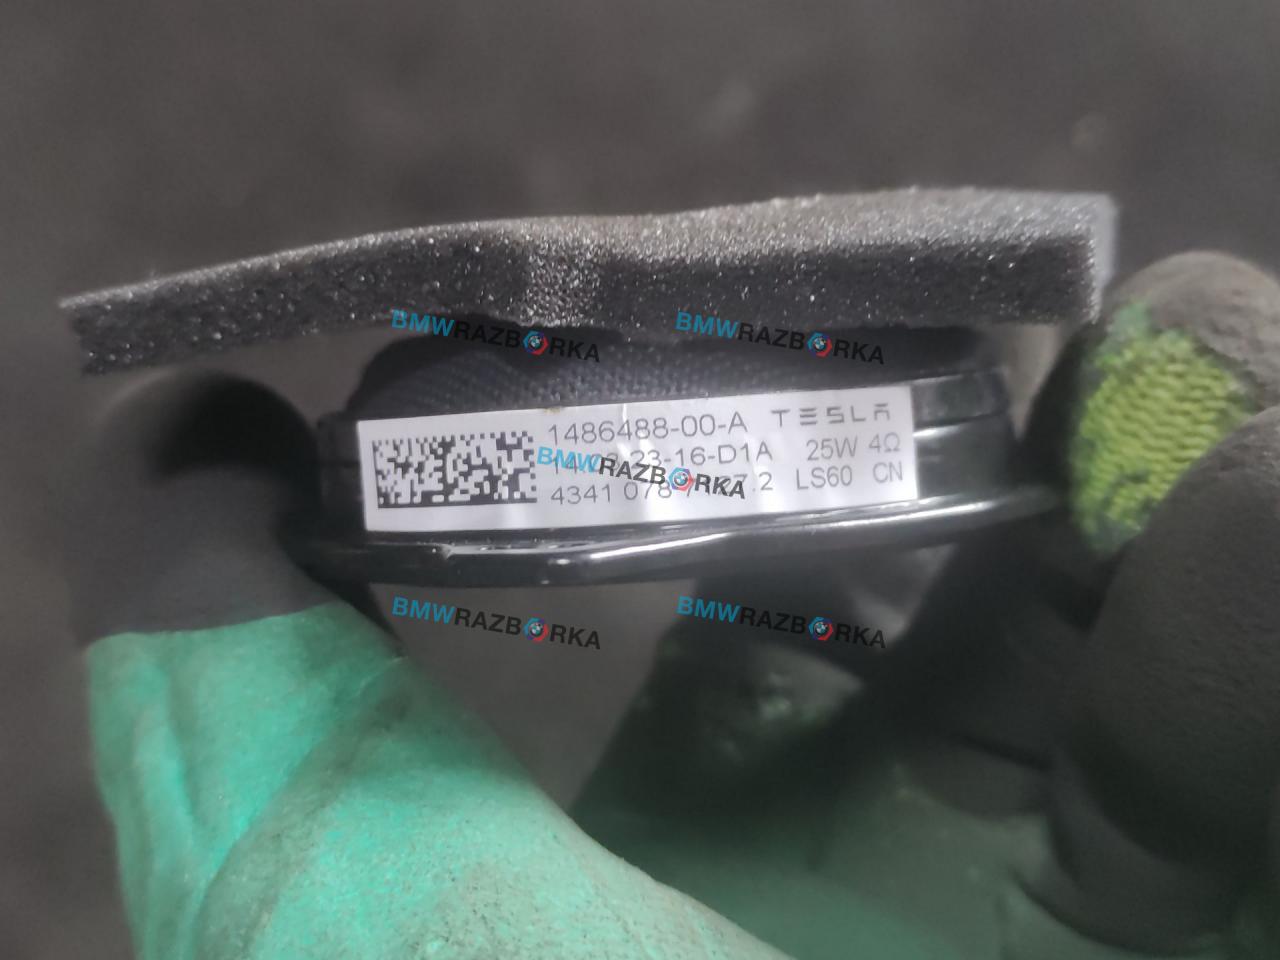 BMWRAZBORKA BMWRAZBORKA
1486488-00-A TESLA
23-16-D1A 25W 4Ω
4341 LS60 CN
BMWRAZBORKA
BMWRAZBORKA BMWRAZBORKA